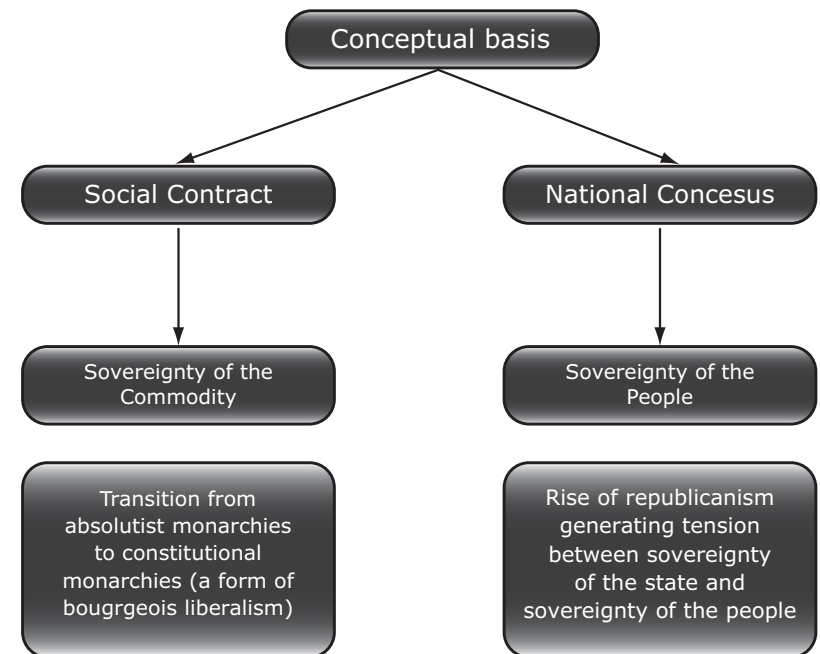 Conceptual basis
Social Contract
National Concesus
Sovereignty of the
Commodity
Sovereignty of the
People
Transition from
absolutist monarchies
to constitutional
monarchies (a form of
bougrgeois liberalism)
Rise of republicanism
generating tension
between sovereignty
of the state and
sovereignty of the people